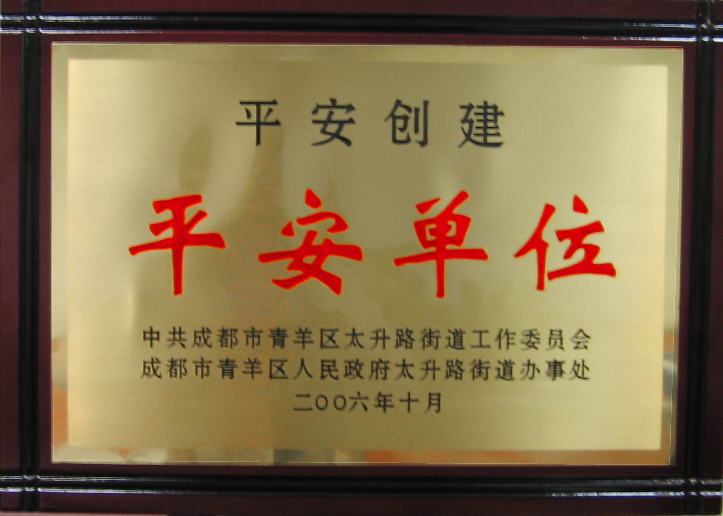 平安创建
平安单位
中共成都市青羊区太升路街道工作委员会
成都市青羊区人民政府太升路街道办事处
二〇〇六年十月